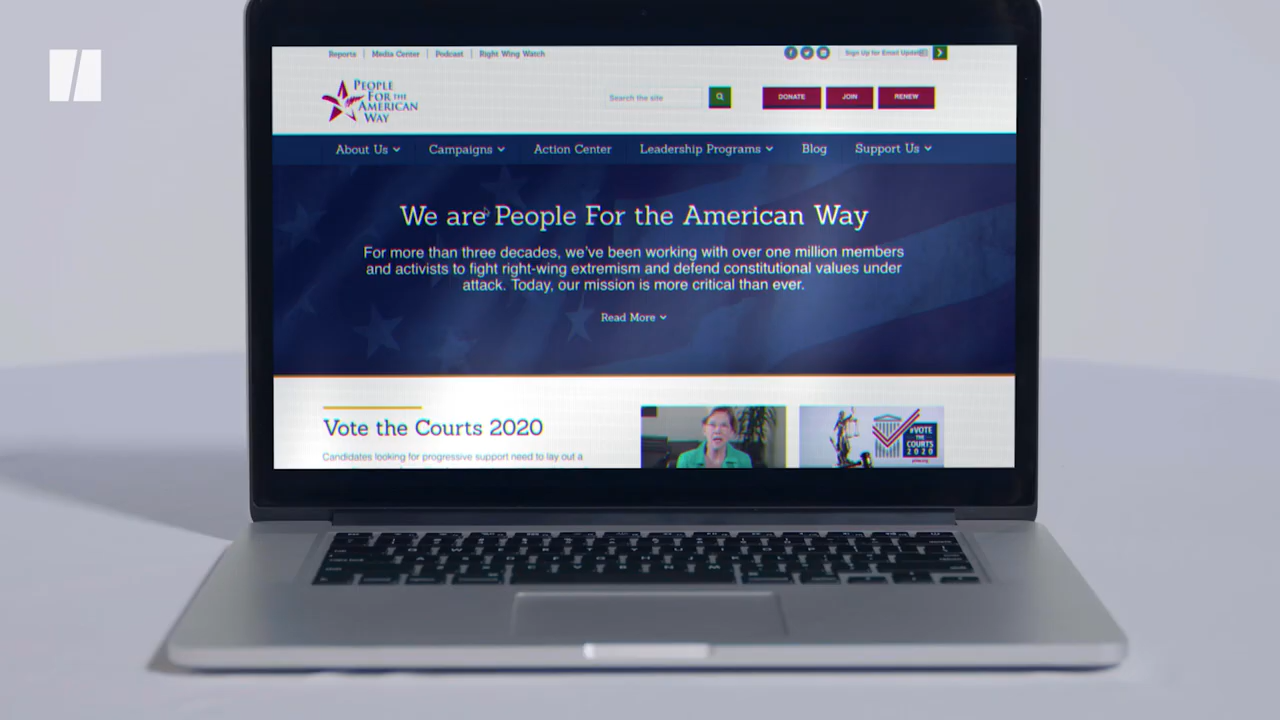 Reports | Media Center | Podcast | Right Wing Watch
Sign Up for Email Updates
PEOPLE
FOR THE
AMERICAN
WAY
Search the site
DONATE
JOIN
RENEW
About Us
Campaigns
Action Center
Leadership Programs
Blog
Support Us
We are People For the American Way
For more than three decades, we've been working with over one million members
and activists to fight right-wing extremism and defend constitutional values under
attack. Today, our mission is more critical than ever.
Read More
Vote the Courts 2020
Candidates looking for progressive support need to lay out a
#VOTE
THE
COURTS
2020